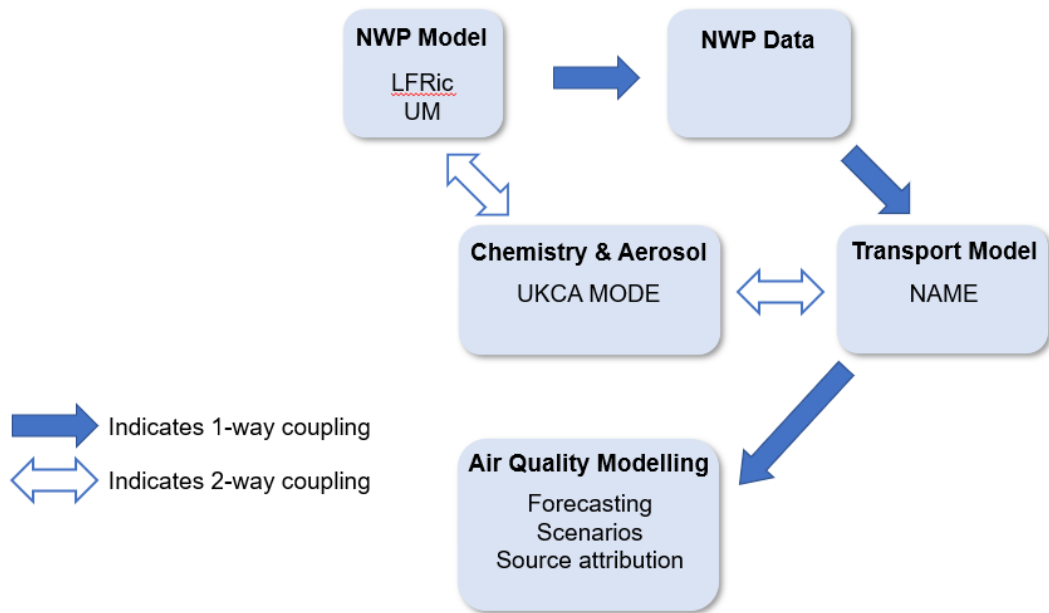 NWP Model
LFRic
UM
NWP Data
Chemistry & Aerosol
UKCA MODE
Transport Model
NAME
Indicates 1-way coupling
Indicates 2-way coupling
Air Quality Modelling
Forecasting
Scenarios
Source attribution